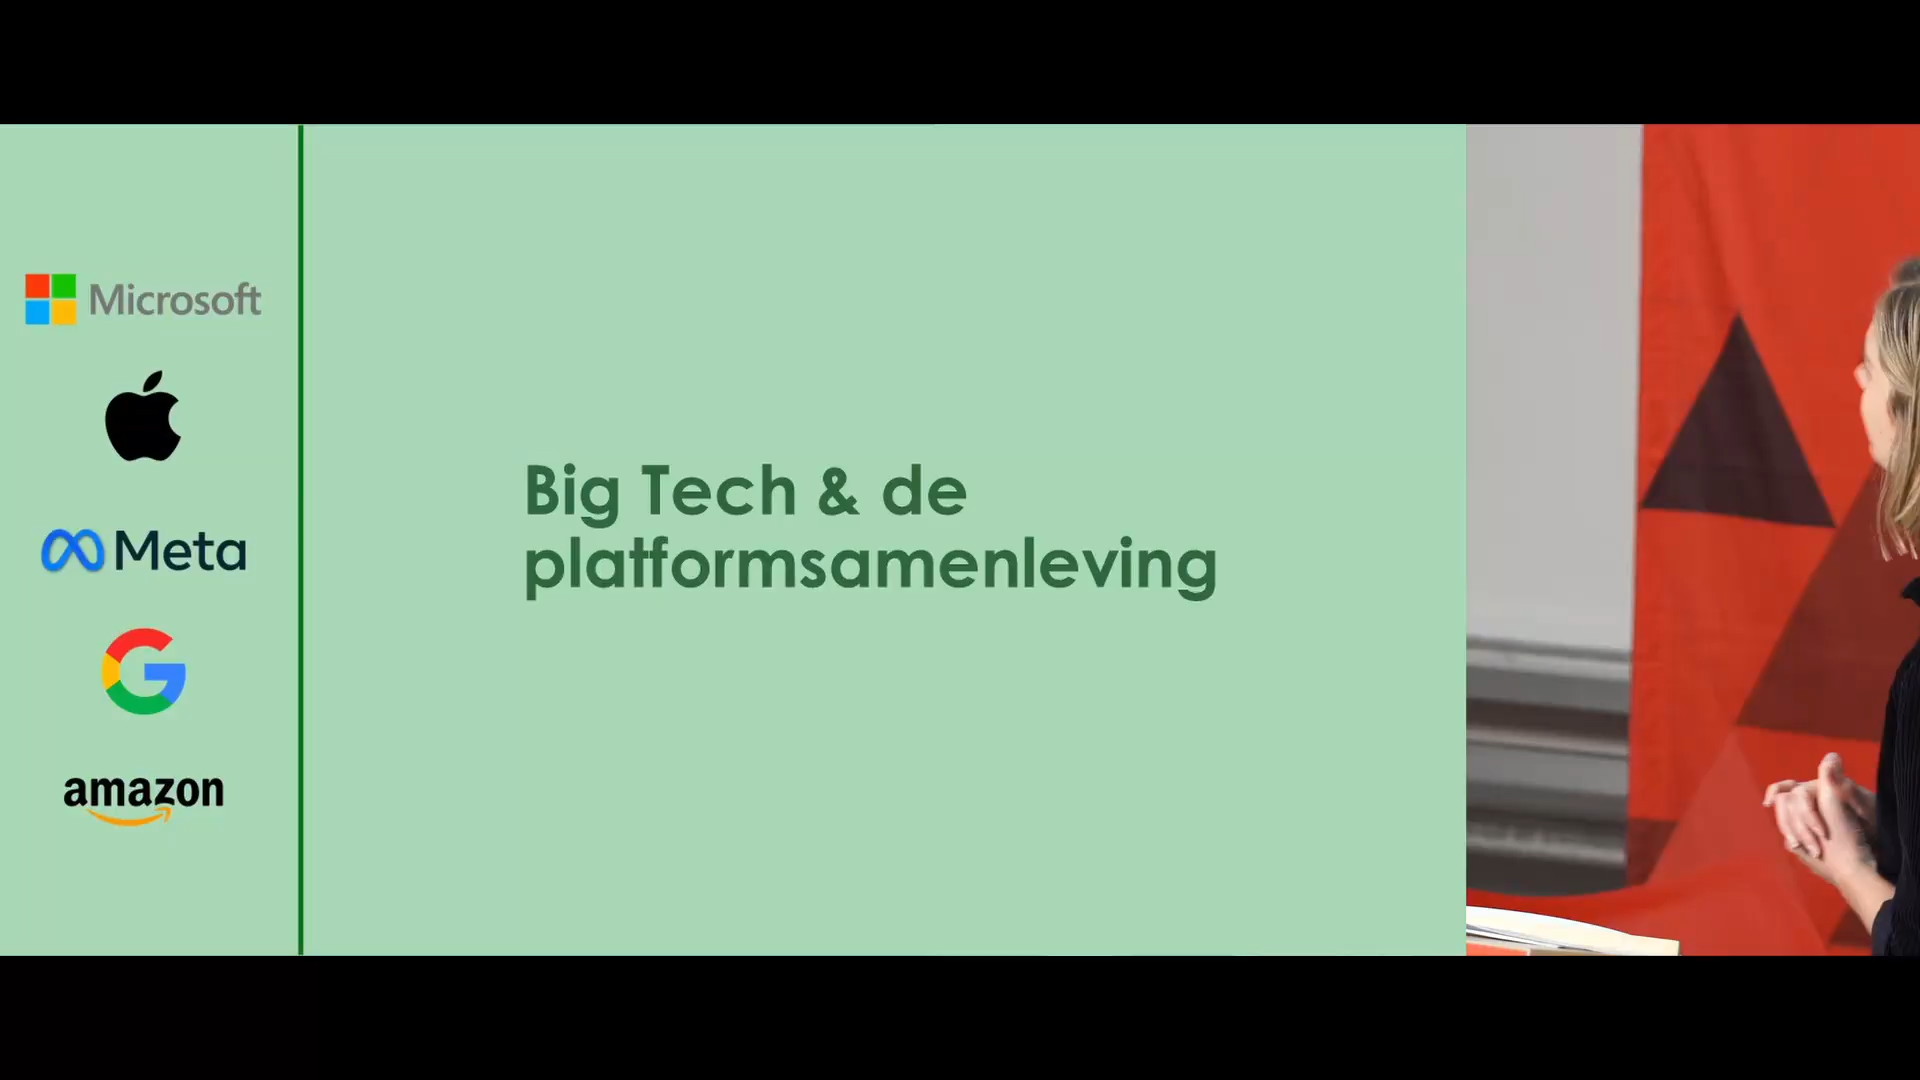 Microsoft
Meta
amazon
Big Tech & de
platformsamenleving